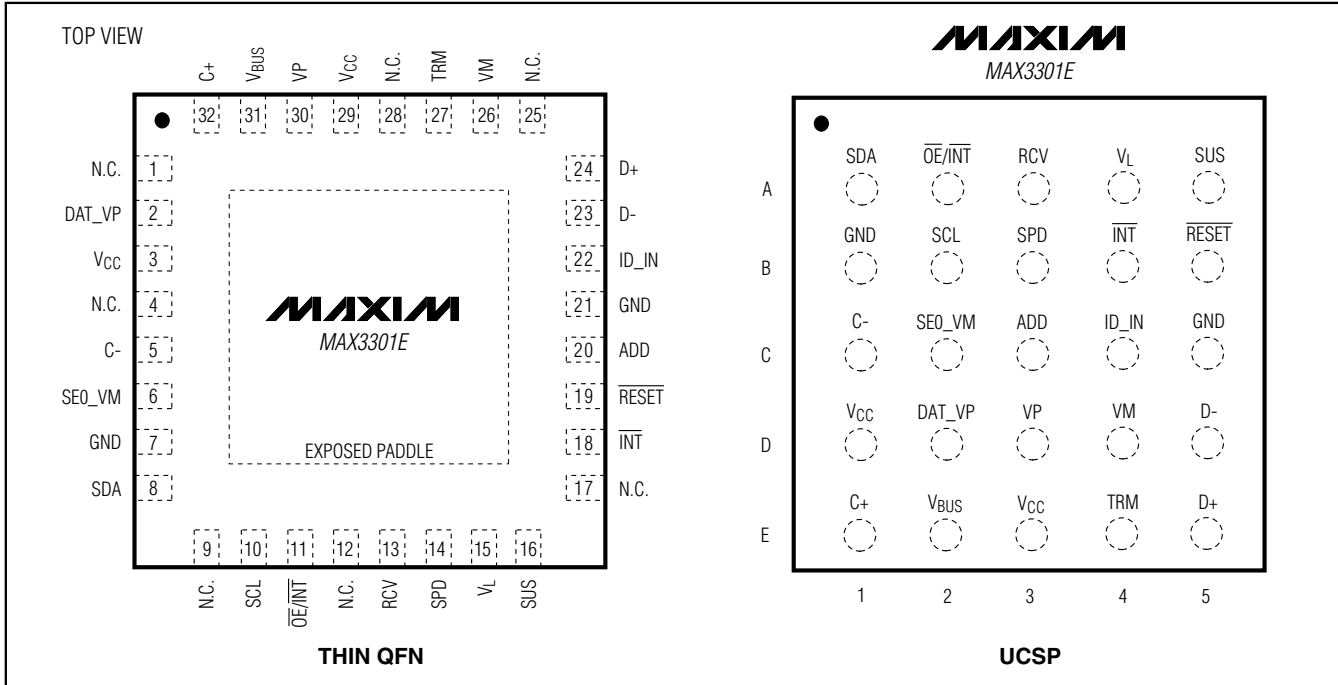 TOP VIEW
C+
VBUS
VP
VCC
N.C.
TRM
VM
N.C.
32
31
30
29
28
27
26
25
N.C. 1
DAT_VP 2
VCC 3
N.C. 4
C- 5
SE0_VM 6
GND 7
SDA 8
MAXIM
MAX3301E
EXPOSED PADDLE
24 D+
23 D-
22 ID_IN
21 GND
20 ADD
19 RESET
18 INT
17 N.C.
9
10
11
12
13
14
15
16
N.C.
SCL
OE/INT
N.C.
RCV
SPD
VL
SUS
THIN QFN
MAXIM
MAX3301E
SDA OE/INT RCV VL SUS
A
GND SCL SPD INT RESET
B
C- SE0_VM ADD ID_IN GND
C
VCC DAT_VP VP VM D-
D
C+ VBUS VCC TRM D+
E
1 2 3 4 5
UCSP